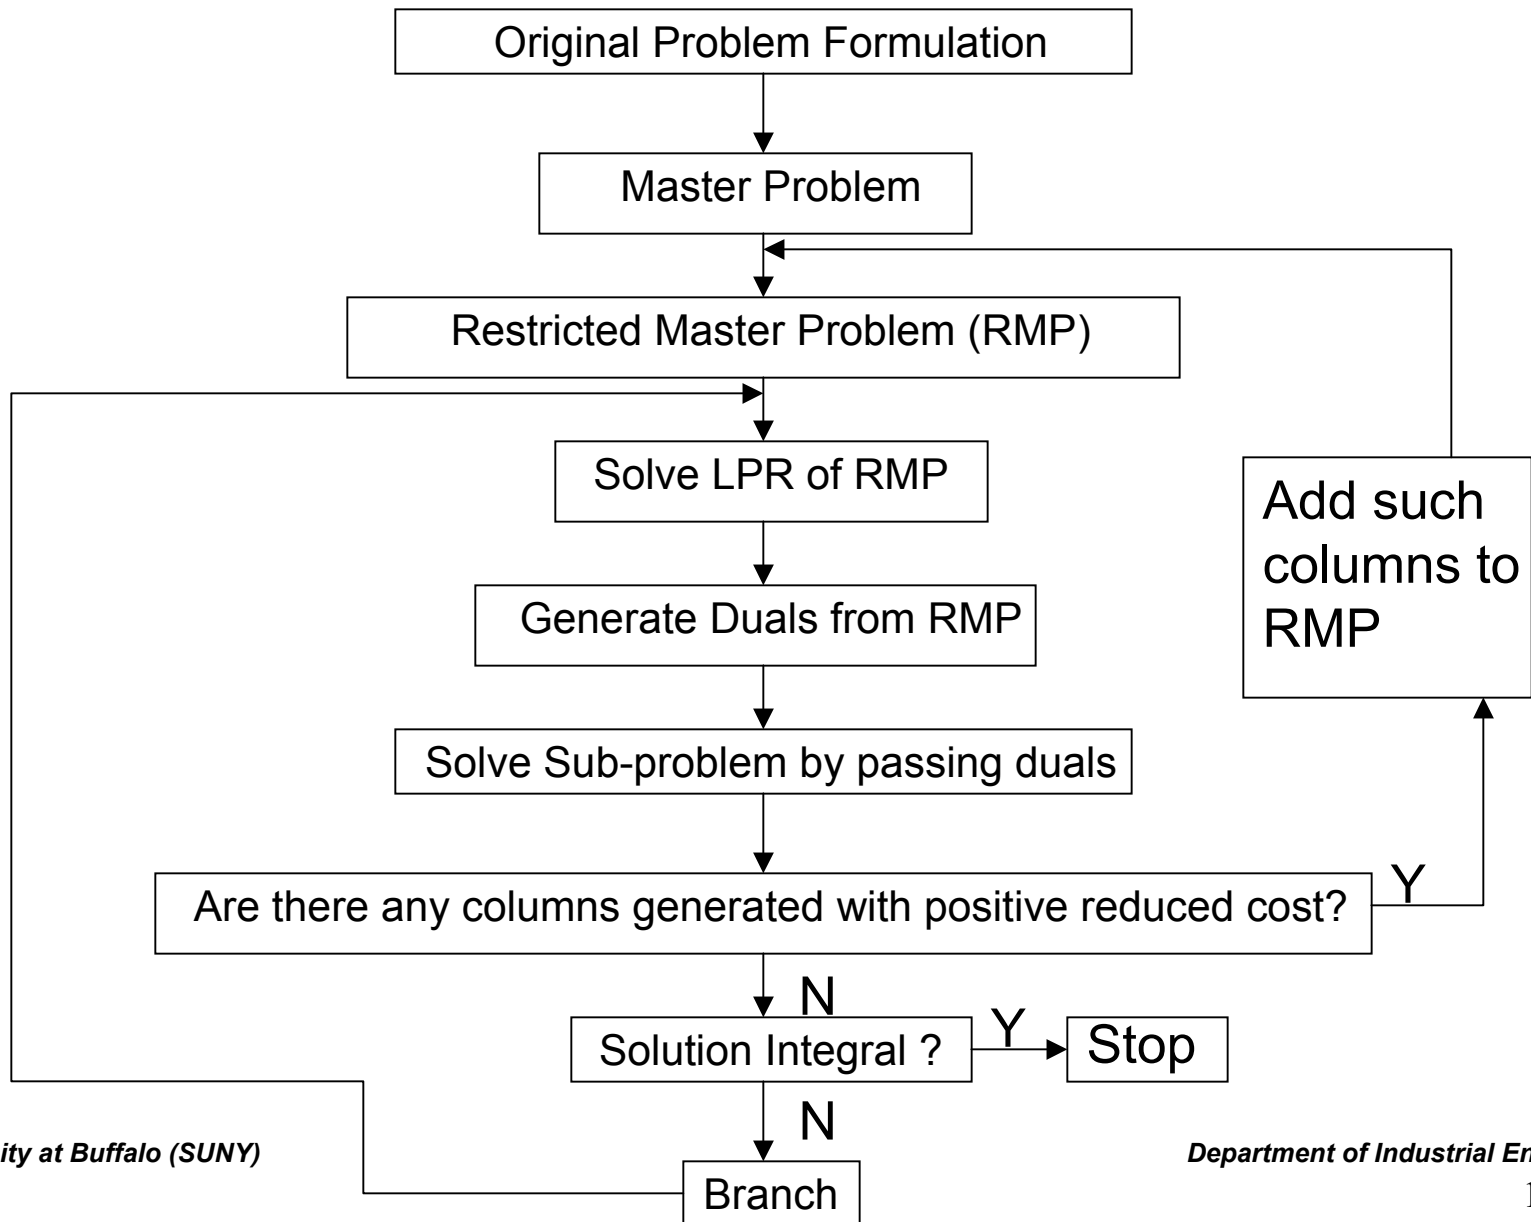 Original Problem Formulation
Master Problem
Restricted Master Problem (RMP)
Solve LPR of RMP
Add such
columns to
RMP
Generate Duals from RMP
Solve Sub-problem by passing duals
Are there any columns generated with positive reduced cost?
Y
N
Solution Integral ?
Y
Stop
N
at Buffalo (SUNY)
Department of Industrial
Branch